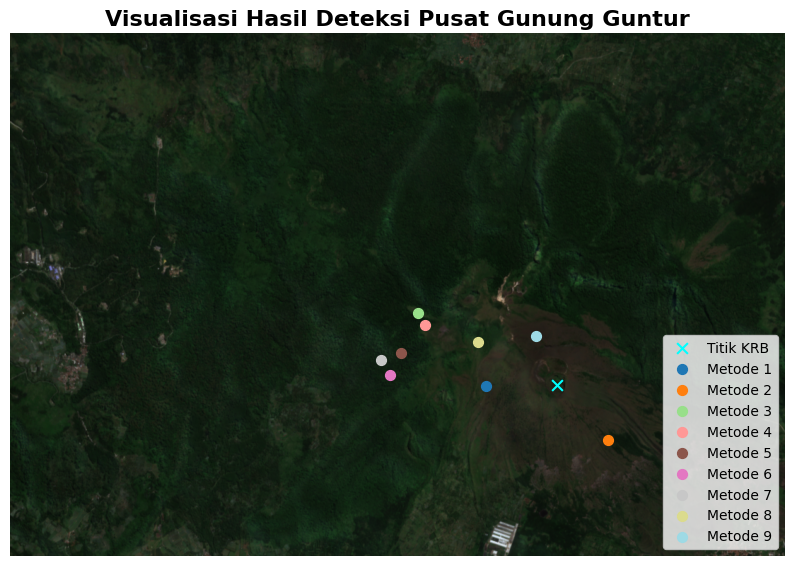 Visualisasi Hasil Deteksi Pusat Gunung Guntur
Titik KRB
Metode 1
Metode 2
Metode 3
Metode 4
Metode 5
Metode 6
Metode 7
Metode 8
Metode 9